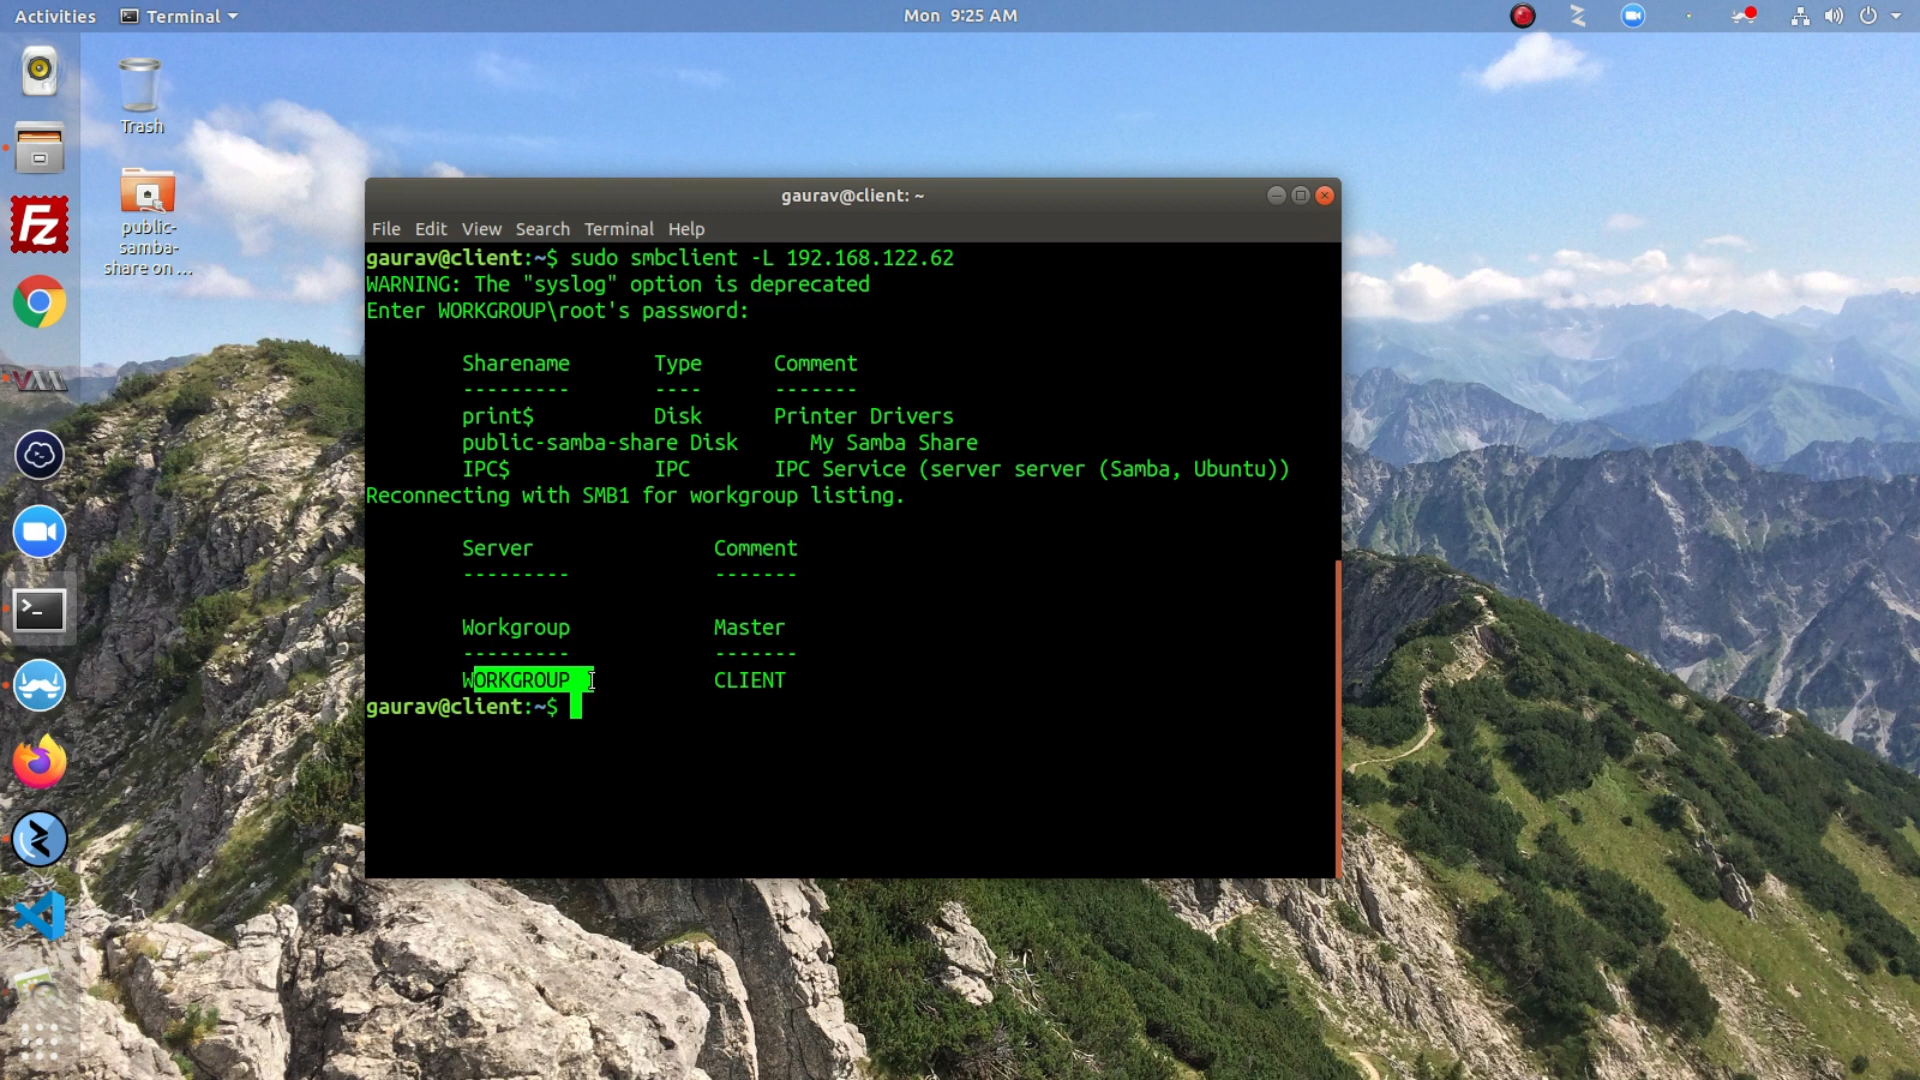 Activities Terminal Mon 9:25 AM
Trash
public-
samba-
share on ...
gaurav@client: ~
File Edit View Search Terminal Help
gaurav@client:~$ sudo smbclient -L 192.168.122.62
WARNING: The "syslog" option is deprecated
Enter WORKGROUP\root's password:
Sharename Type Comment
--------- ---- -------
print$ Disk Printer Drivers
public-samba-share Disk My Samba Share
IPC$ IPC IPC Service (server server (Samba, Ubuntu))
Reconnecting with SMB1 for workgroup listing.
Server Comment
--------- -------
Workgroup Master
--------- -------
WORKGROUP CLIENT
gaurav@client:~$